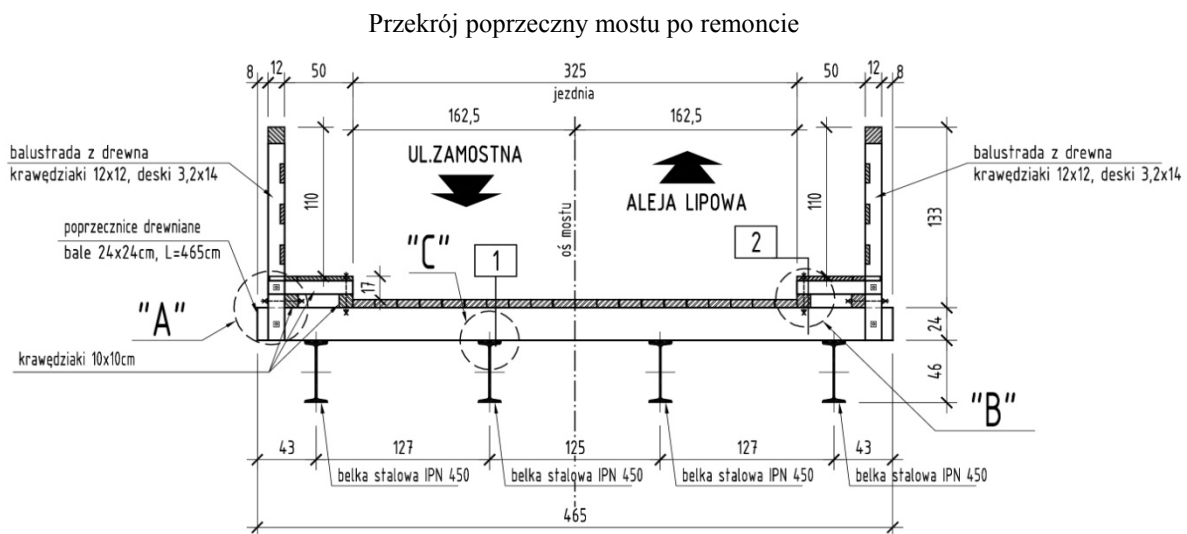 Przekrój poprzeczny mostu po remoncie
8 12 50 325 50 12 8
jezdnia
162,5 162,5
balustrada z drewna
krawędziaki 12x12, deski 3,2x14
UL.ZAMOSTNA
ALEJA LIPOWA
balustrada z drewna
krawędziaki 12x12, deski 3,2x14
110
110
133
oś mostu
poprzecznice drewniane
bale 24x24cm, L=465cm
"C"
1
2
17
"A"
24
krawędziaki 10x10cm
46
"B"
43 127 125 127 43
belka stalowa IPN 450
belka stalowa IPN 450
belka stalowa IPN 450
belka stalowa IPN 450
465